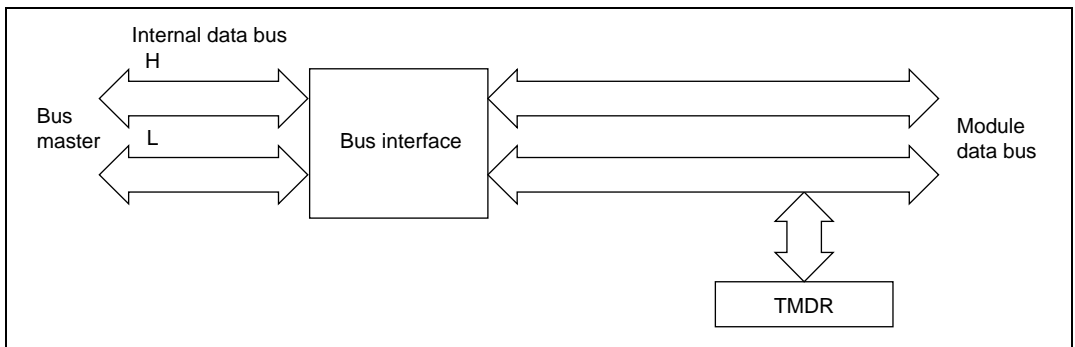 Internal data bus
H
Bus
master
L
Bus interface
Module
data bus
TMDR